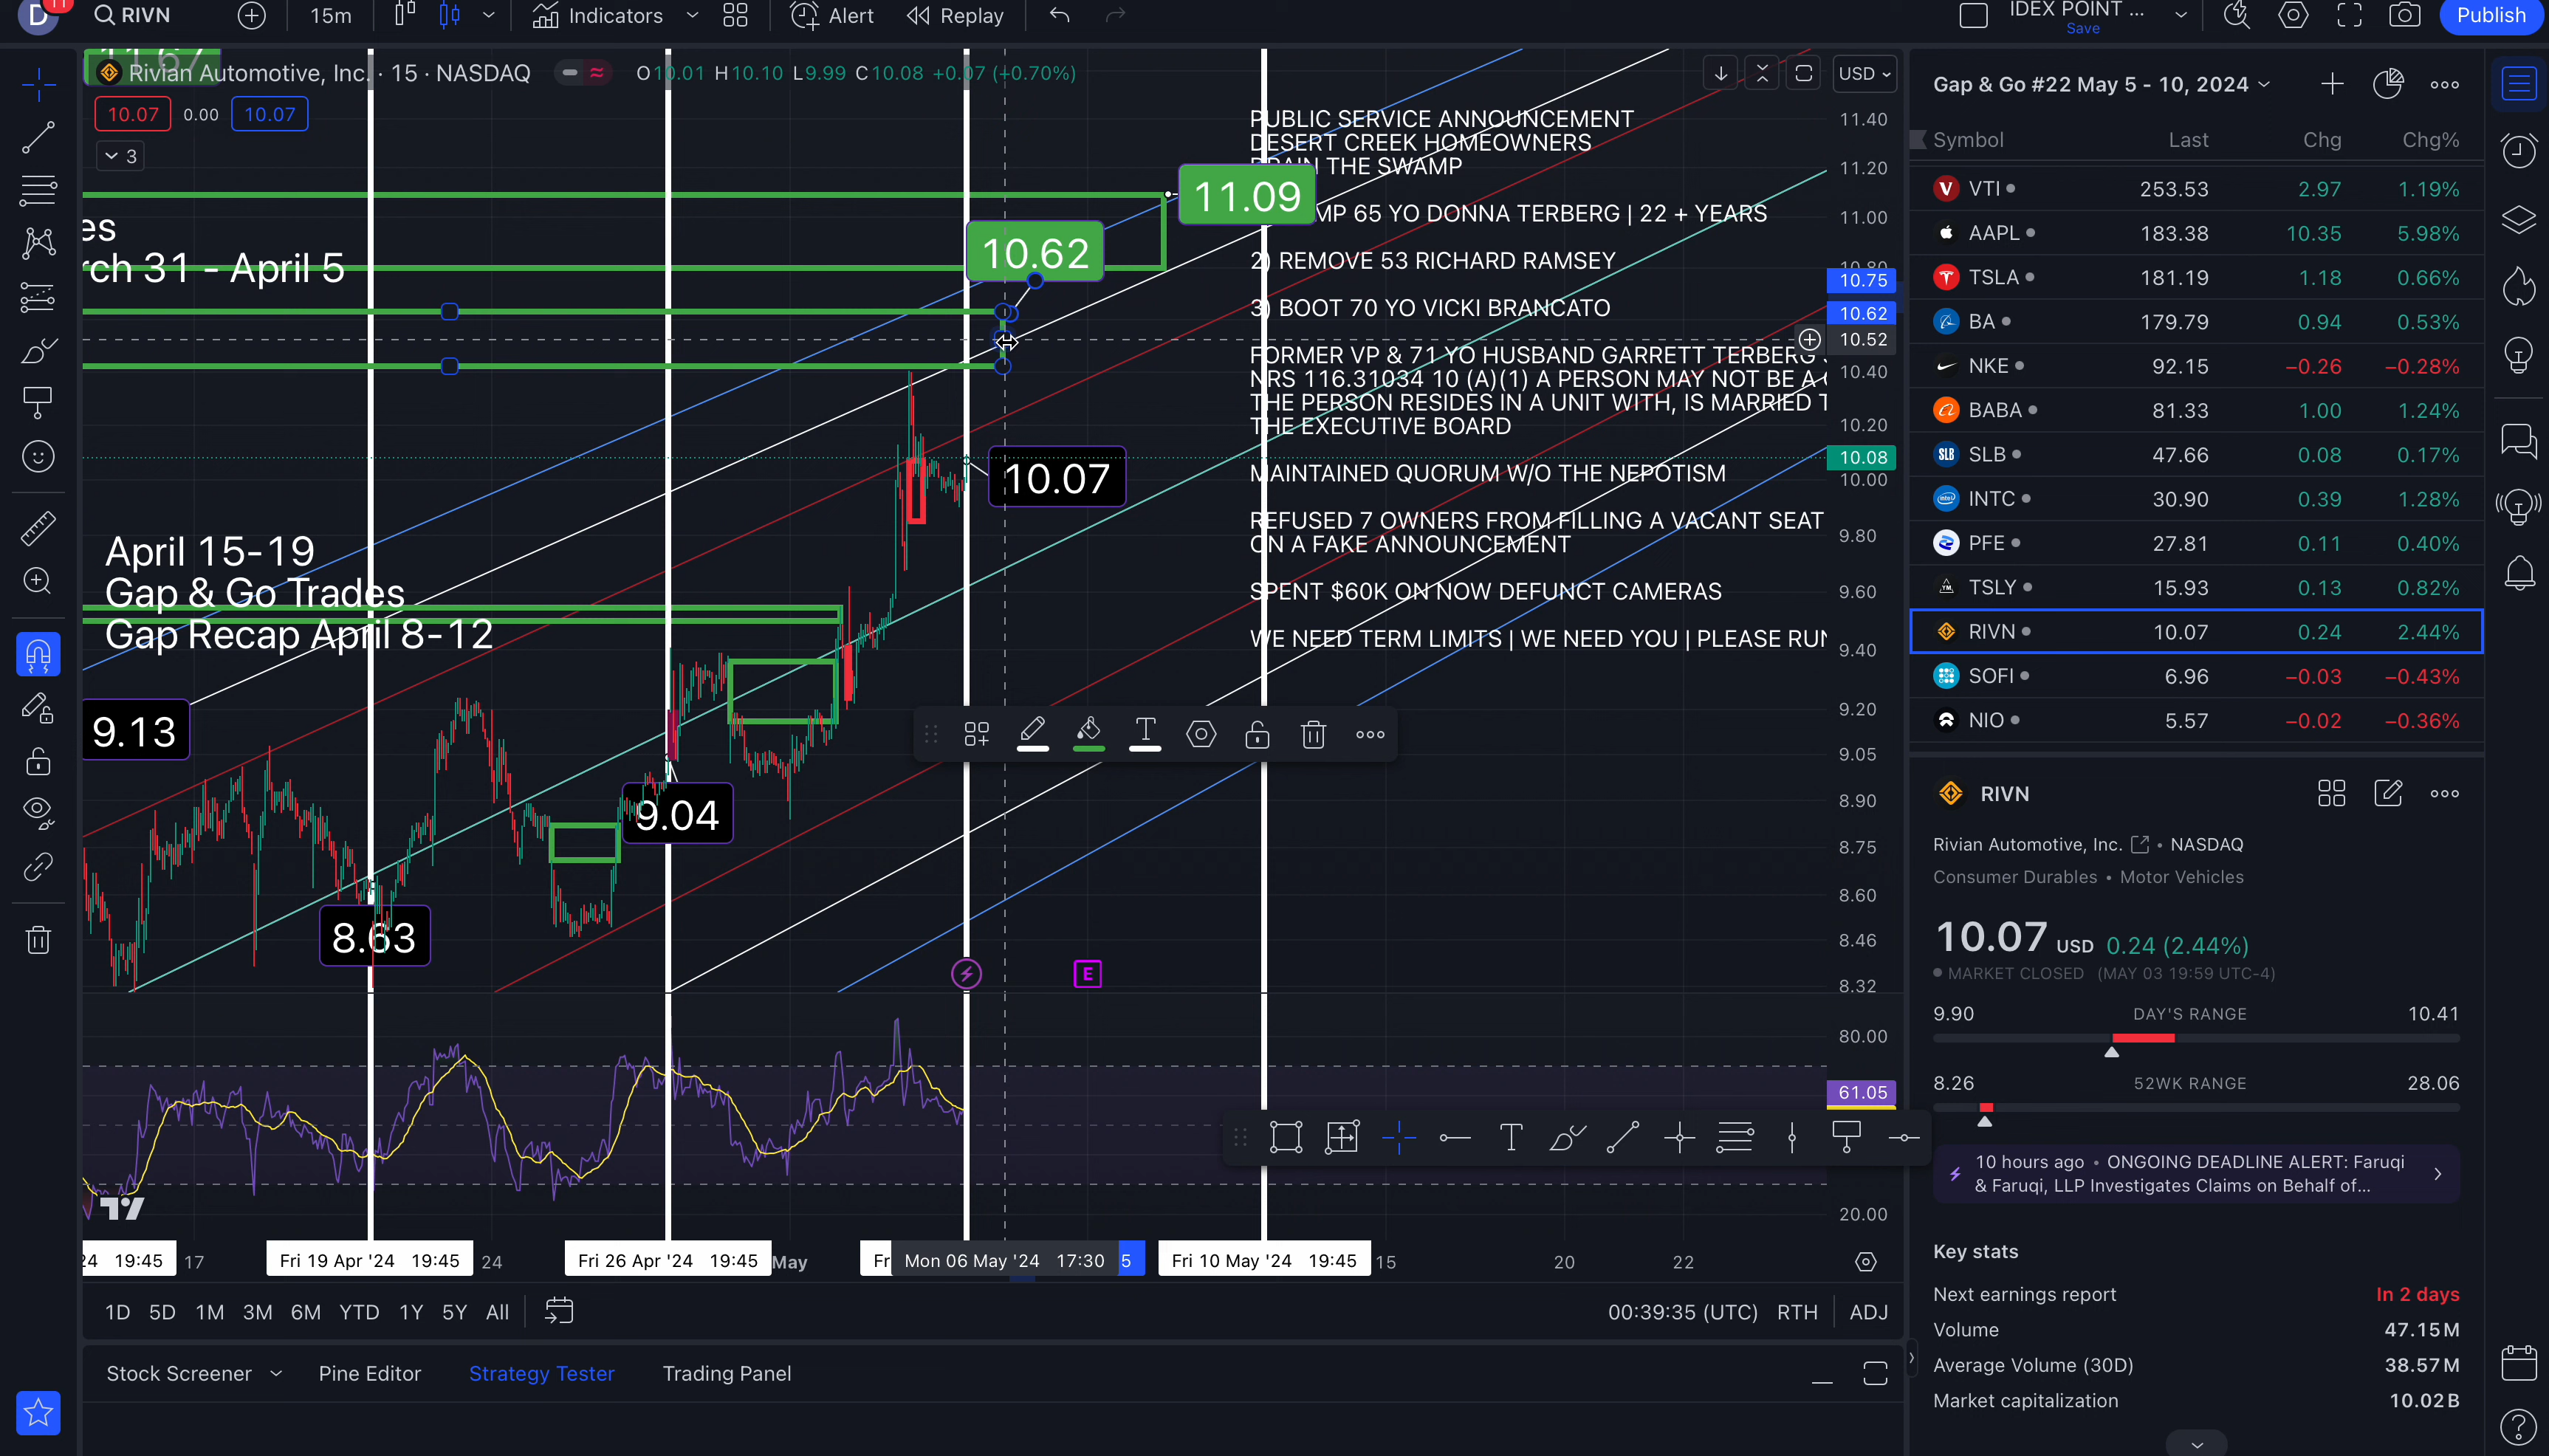 D
11
RIVN
15m
Indicators
Alert
Replay
IDEX POINT ...
Save
Publish
11.67
Rivian Automotive, Inc. · 15 · NASDAQ
O10.01 H10.10 L9.99 C10.08 +0.07 (+0.70%)
USD
10.07 0.00 10.07
3
PUBLIC SERVICE ANNOUNCEMENT
DESERT CREEK HOMEOWNERS
DRAIN THE SWAMP
11.09
MP 65 YO DONNA TERBERG | 22 + YEARS
10.62
2) REMOVE 53 RICHARD RAMSEY
3) BOOT 70 YO VICKI BRANCATO
FORMER VP & 71 YO HUSBAND GARRETT TERBERG
NRS 116.31034 10 (A)(1) A PERSON MAY NOT BE A
THE PERSON RESIDES IN A UNIT WITH, IS MARRIED T
THE EXECUTIVE BOARD
MAINTAINED QUORUM W/O THE NEPOTISM
REFUSED 7 OWNERS FROM FILLING A VACANT SEAT
ON A FAKE ANNOUNCEMENT
SPENT $60K ON NOW DEFUNCT CAMERAS
WE NEED TERM LIMITS | WE NEED YOU | PLEASE RUN
es
rch 31 - April 5
10.07
April 15-19
Gap & Go Trades
Gap Recap April 8-12
9.13
9.04
8.63
E
11.40
11.20
11.00
10.80
10.75
10.62
10.52
10.40
10.20
10.08
10.00
9.80
9.60
9.40
9.20
9.05
8.90
8.75
8.60
8.46
8.32
80.00
61.05
20.00
24 19:45
17
Fri 19 Apr '24 19:45
24
Fri 26 Apr '24 19:45
May
Fr
Mon 06 May '24 17:30
5
Fri 10 May '24 19:45
15
20
22
1D 5D 1M 3M 6M YTD 1Y 5Y All
00:39:35 (UTC) RTH ADJ
Stock Screener Pine Editor Strategy Tester Trading Panel
Gap & Go #22 May 5 - 10, 2024
Symbol Last Chg Chg%
VTI 253.53 2.97 1.19%
AAPL 183.38 10.35 5.98%
TSLA 181.19 1.18 0.66%
BA 179.79 0.94 0.53%
NKE 92.15 −0.26 −0.28%
BABA 81.33 1.00 1.24%
SLB SLB 47.66 0.08 0.17%
INTC 30.90 0.39 1.28%
PFE 27.81 0.11 0.40%
TSLY 15.93 0.13 0.82%
RIVN 10.07 0.24 2.44%
SOFI 6.96 −0.03 −0.43%
NIO 5.57 −0.02 −0.36%
RIVN
Rivian Automotive, Inc. • NASDAQ
Consumer Durables • Motor Vehicles
10.07 USD 0.24 (2.44%)
MARKET CLOSED (MAY 03 19:59 UTC-4)
9.90 DAY'S RANGE 10.41
8.26 52WK RANGE 28.06
10 hours ago • ONGOING DEADLINE ALERT: Faruqi
& Faruqi, LLP Investigates Claims on Behalf of...
Key stats
Next earnings report In 2 days
Volume 47.15M
Average Volume (30D) 38.57M
Market capitalization 10.02B